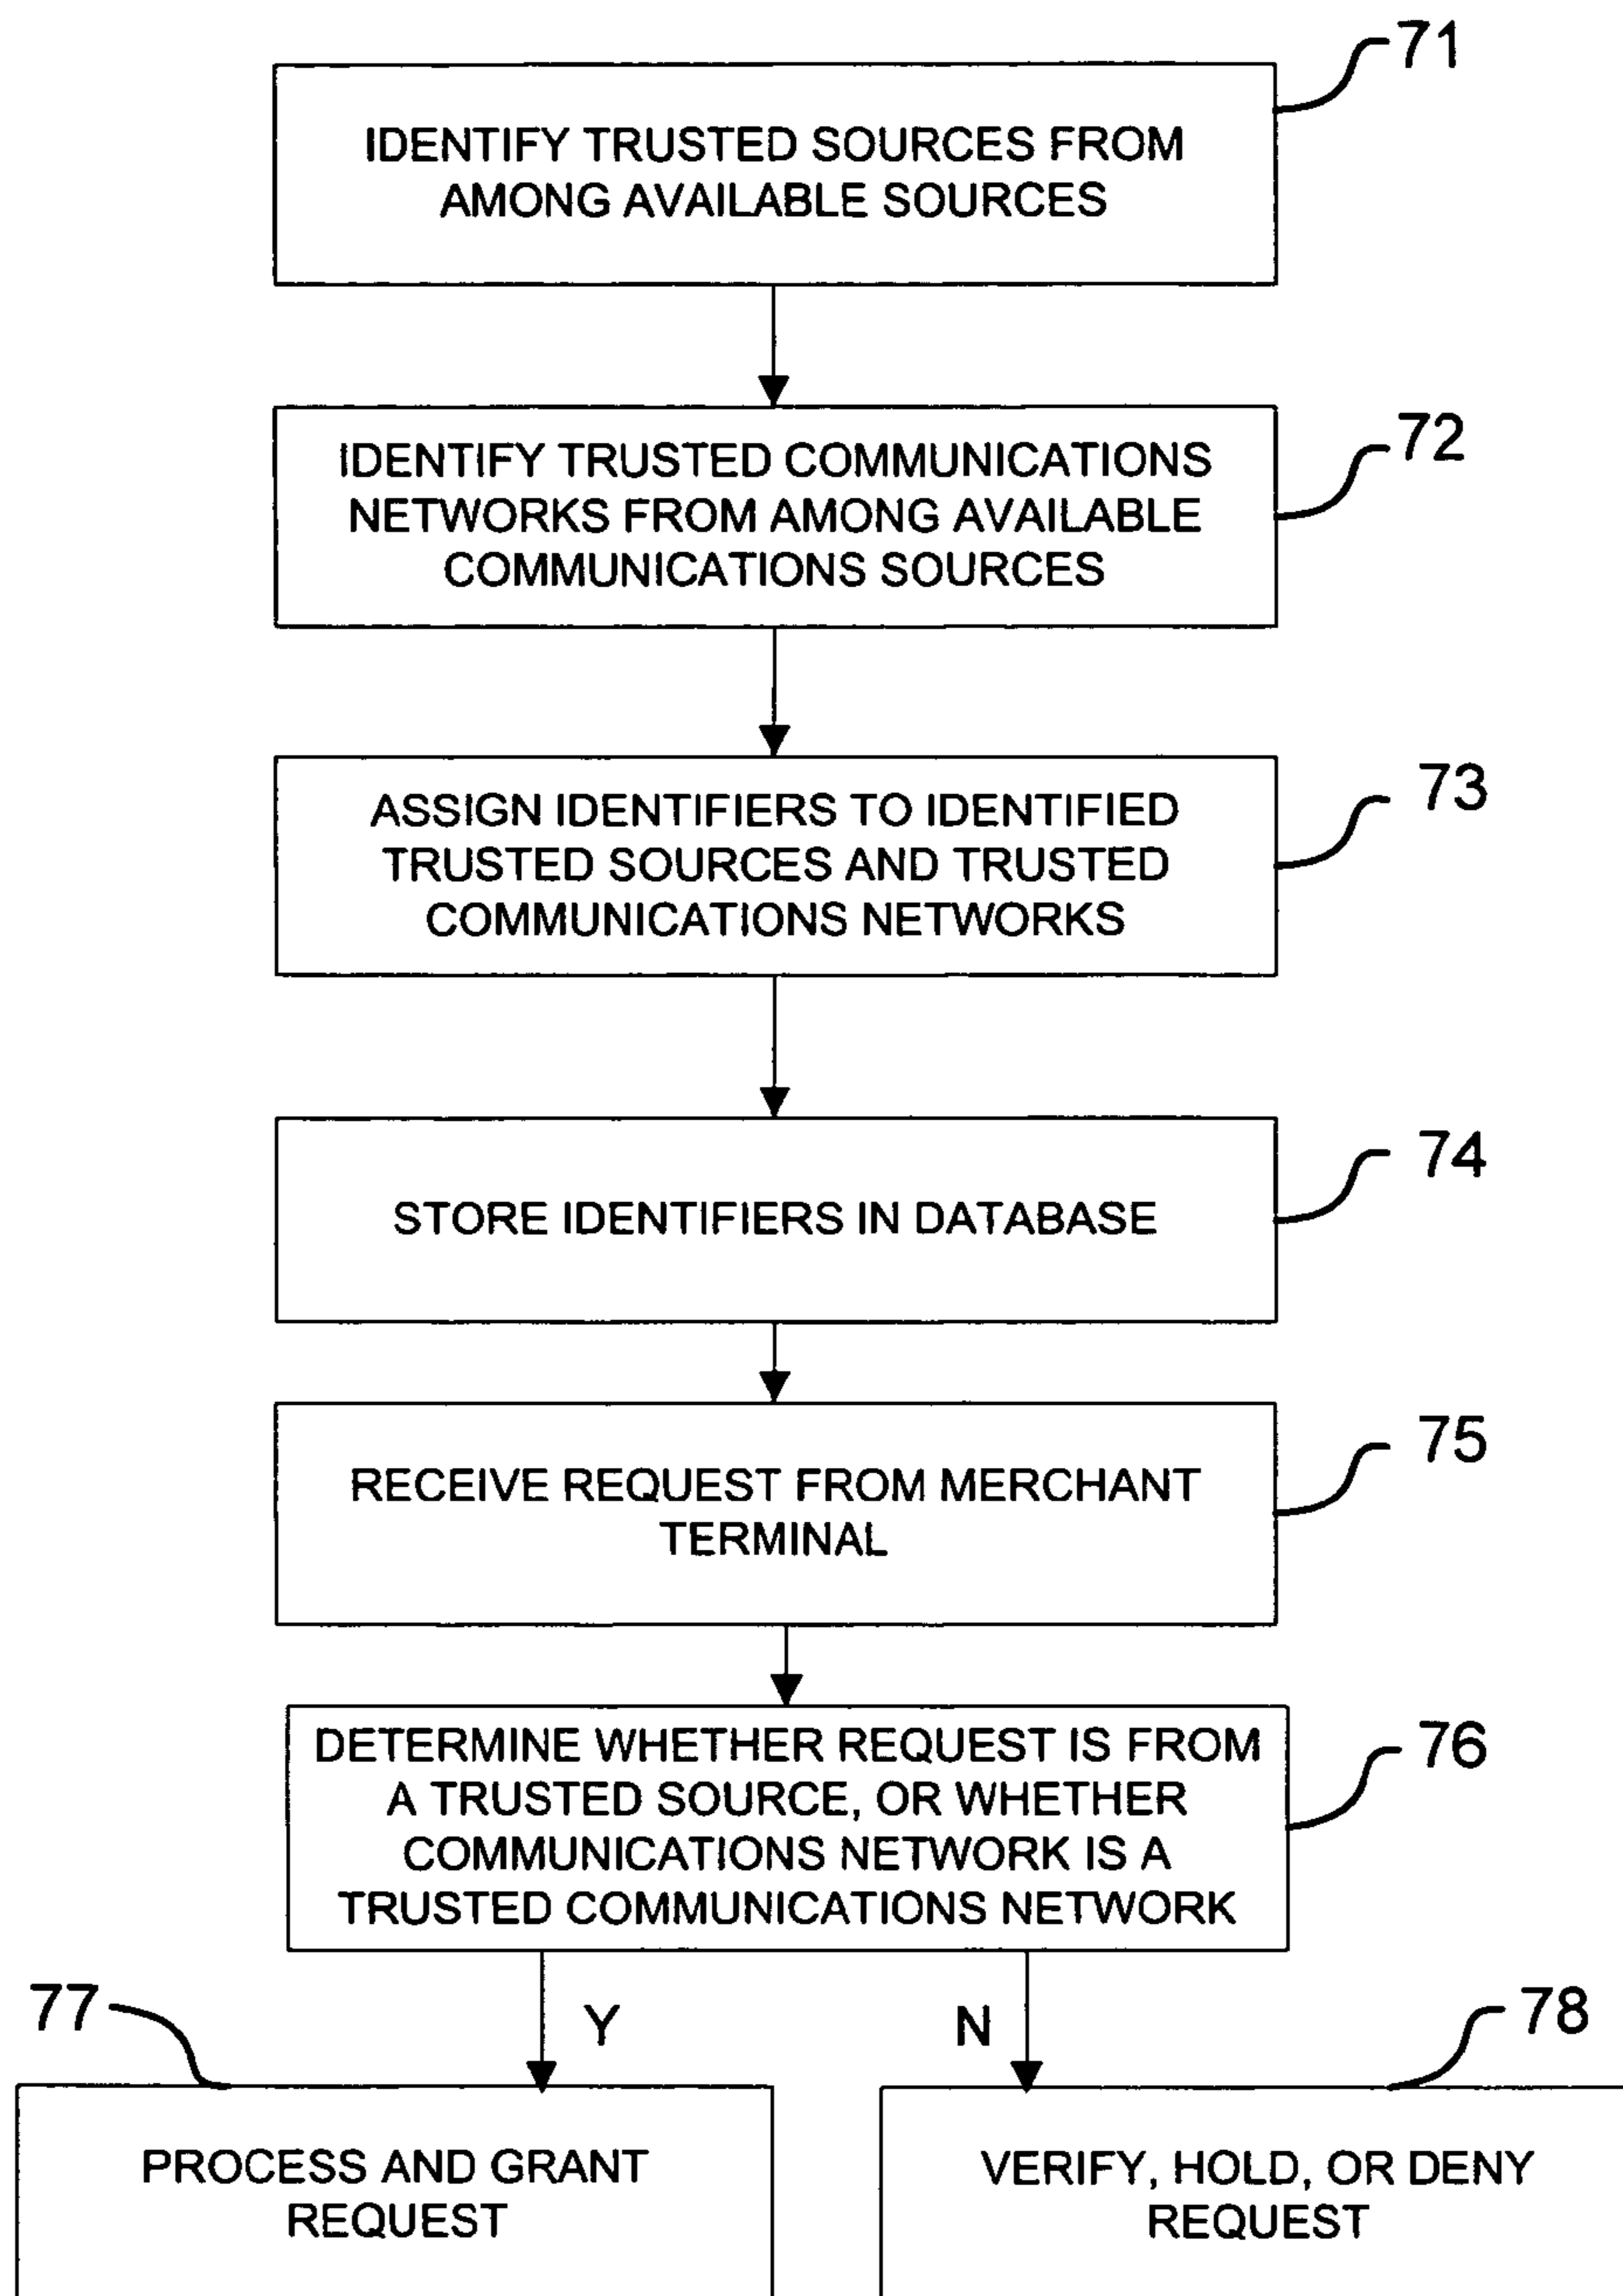 71
IDENTIFY TRUSTED SOURCES FROM
AMONG AVAILABLE SOURCES
72
IDENTIFY TRUSTED COMMUNICATIONS
NETWORKS FROM AMONG AVAILABLE
COMMUNICATIONS SOURCES
73
ASSIGN IDENTIFIERS TO IDENTIFIED
TRUSTED SOURCES AND TRUSTED
COMMUNICATIONS NETWORKS
74
STORE IDENTIFIERS IN DATABASE
75
RECEIVE REQUEST FROM MERCHANT
TERMINAL
76
DETERMINE WHETHER REQUEST IS FROM
A TRUSTED SOURCE, OR WHETHER
COMMUNICATIONS NETWORK IS A
TRUSTED COMMUNICATIONS NETWORK
77
Y
N
78
PROCESS AND GRANT
REQUEST
VERIFY, HOLD, OR DENY
REQUEST